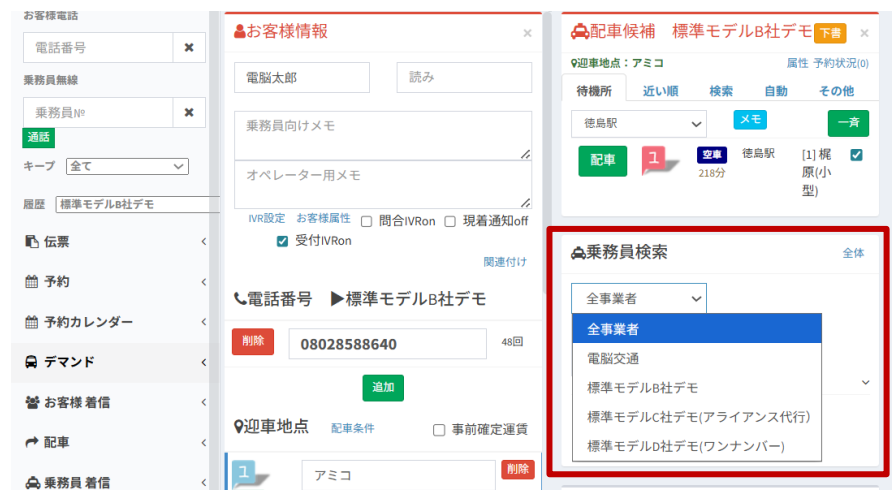 お客様電話
電話番号 ✖
乗務員無線
乗務員№ ✖
通話
キープ 全て
履歴 標準モデルB社デモ
伝票
予約
予約カレンダー
デマンド
お客様 着信
配車
乗務員 着信
お客様情報 ×
電脳太郎 読み
乗務員向けメモ
オペレーター用メモ
IVR設定 お客様属性 問合IVRon 現着通知off
受付IVRon
関連付け
電話番号 ▶標準モデルB社デモ
削除 08028588640 48回
追加
迎車地点 配車条件 事前確定運賃
1 アミコ 削除
配車候補 標準モデルB社デモ 下書 ×
迎車地点：アミコ 属性 予約状況(0)
待機所 近い順 検索 自動 その他
徳島駅 メモ 一斉
配車 1 空車 徳島駅 [1] 梶
218分 原(小
型)
乗務員検索 全体
全事業者
全事業者
電脳交通
標準モデルB社デモ
標準モデルC社デモ(アライアンス代行)
標準モデルD社デモ(ワンナンバー)